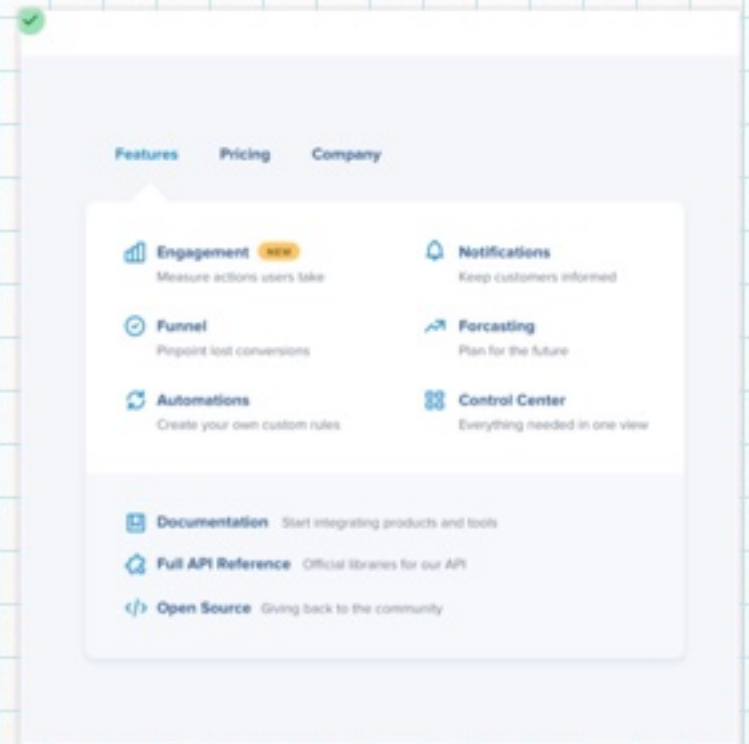 Features Pricing Company
Engagement NEW
Measure actions users take
Notifications
Keep customers informed
Funnel
Pinpoint lost conversions
Forcasting
Plan for the future
Automations
Create your own custom rules
Control Center
Everything needed in one view
Documentation Start integrating products and tools
Full API Reference Official libraries for our API
Open Source Giving back to the community